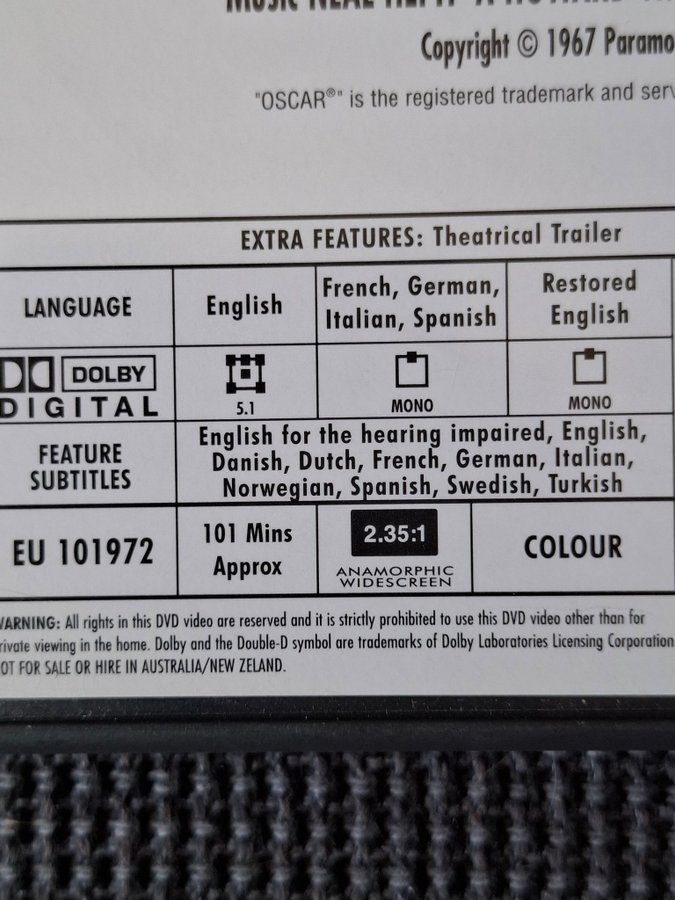 MUSIC NEAL HEFTI A HOWARD
Copyright © 1967 Paramo
"OSCAR®" is the registered trademark and serv
EXTRA FEATURES: Theatrical Trailer
LANGUAGE
English
French, German,
Italian, Spanish
Restored
English
DOLBY
DIGITAL
5.1
MONO
MONO
FEATURE
SUBTITLES
English for the hearing impaired, English,
Danish, Dutch, French, German, Italian,
Norwegian, Spanish, Swedish, Turkish
EU 101972
101 Mins
Approx
2.35:1
ANAMORPHIC
WIDESCREEN
COLOUR
WARNING: All rights in this DVD video are reserved and it is strictly prohibited to use this DVD video other than for
rivate viewing in the home. Dolby and the Double-D symbol are trademarks of Dolby Laboratories Licensing Corporation
OT FOR SALE OR HIRE IN AUSTRALIA/NEW ZELAND.